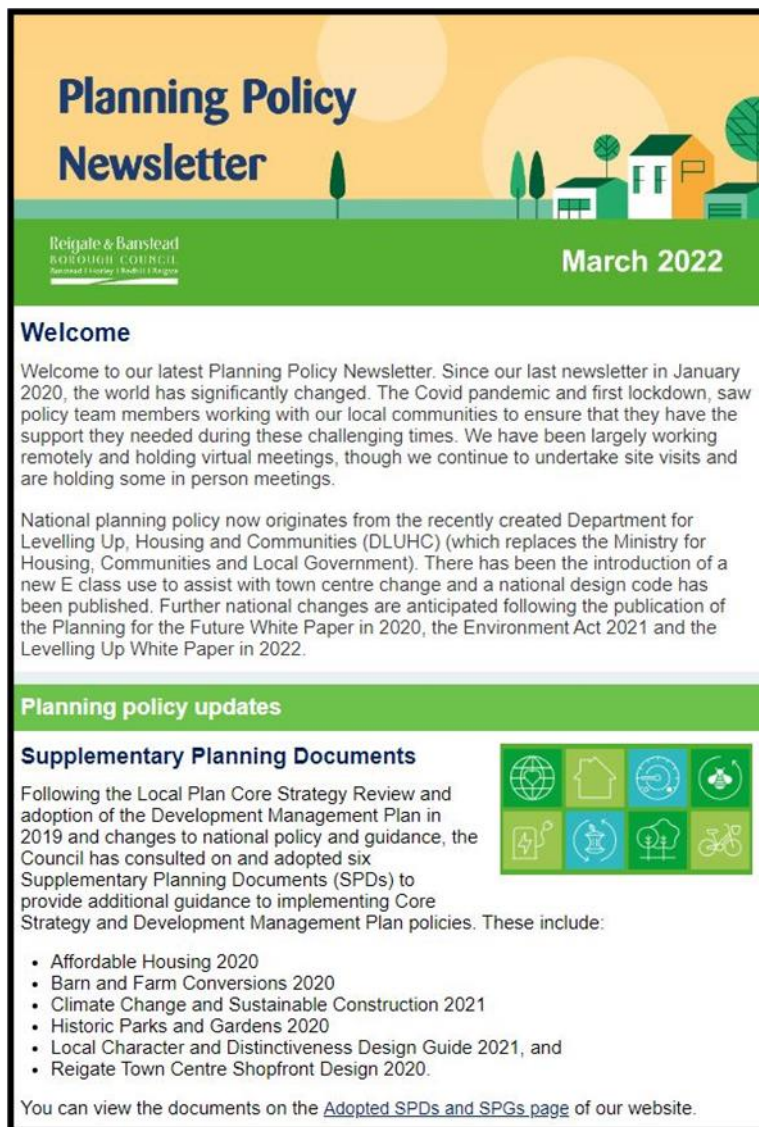 Planning Policy
Newsletter
Reigate & Banstead
BOROUGH COUNCIL
Banstead I Horley I Redhill I Reigate
March 2022
Welcome
Welcome to our latest Planning Policy Newsletter. Since our last newsletter in January
2020, the world has significantly changed. The Covid pandemic and first lockdown, saw
policy team members working with our local communities to ensure that they have the
support they needed during these challenging times. We have been largely working
remotely and holding virtual meetings, though we continue to undertake site visits and
are holding some in person meetings.
National planning policy now originates from the recently created Department for
Levelling Up, Housing and Communities (DLUHC) (which replaces the Ministry for
Housing, Communities and Local Government). There has been the introduction of a
new E class use to assist with town centre change and a national design code has
been published. Further national changes are anticipated following the publication of
the Planning for the Future White Paper in 2020, the Environment Act 2021 and the
Levelling Up White Paper in 2022.
Planning policy updates
Supplementary Planning Documents
Following the Local Plan Core Strategy Review and
adoption of the Development Management Plan in
2019 and changes to national policy and guidance, the
Council has consulted on and adopted six
Supplementary Planning Documents (SPDs) to
provide additional guidance to implementing Core
Strategy and Development Management Plan policies. These include:
• Affordable Housing 2020
• Barn and Farm Conversions 2020
• Climate Change and Sustainable Construction 2021
• Historic Parks and Gardens 2020
• Local Character and Distinctiveness Design Guide 2021, and
• Reigate Town Centre Shopfront Design 2020.
You can view the documents on the Adopted SPDs and SPGs page of our website.